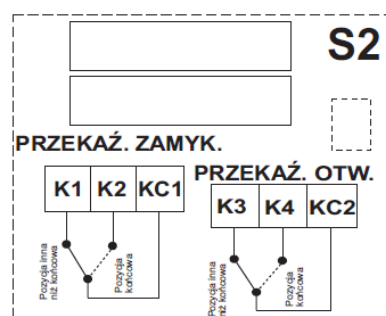 S2
PRZEKAŹ. ZAMYK.
K1 K2 KC1
Pozycja inna
niż końcowa
Pozycja
końcowa
PRZEKAŹ. OTW.
K3 K4 KC2
Pozycja inna
niż końcowa
Pozycja
końcowa